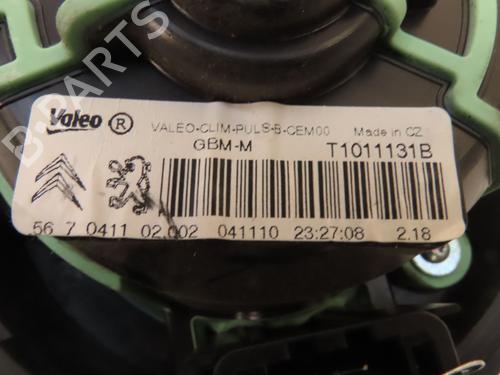 Valeo ® VALEO-CLIM-PULS-B-CEM00 Made in CZ
GBM-M T1011131B
56 7 0411 02.002 041110 23:27:08 2.18
B-PARTS